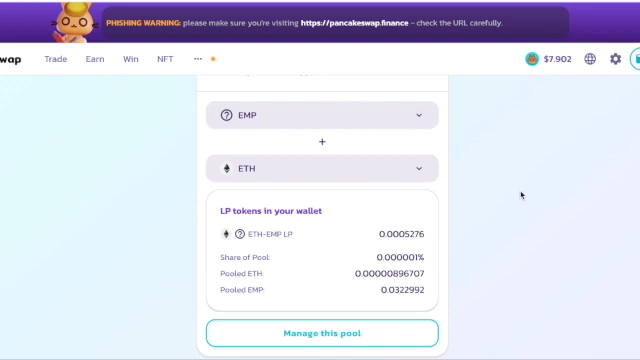 PHISHING WARNING: please make sure you're visiting https://pancakeswap.finance - check the URL carefully.
wap Trade Earn Win NFT ... $7.902
EMP
+
ETH
LP tokens in your wallet
ETH-EMP LP 0.0005276
Share of Pool: 0.000001%
Pooled ETH: 0.00000896707
Pooled EMP: 0.0322992
Manage this pool